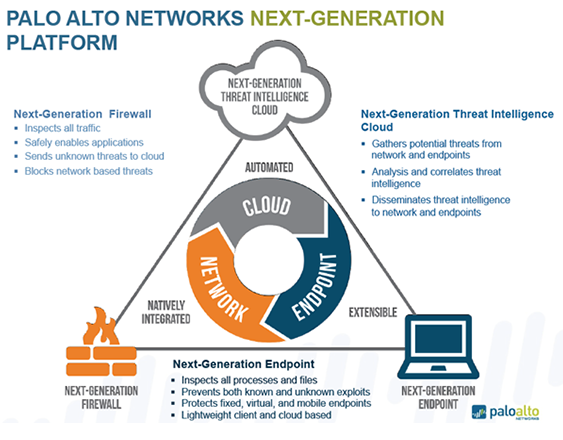 PALO ALTO NETWORKS NEXT-GENERATION
PLATFORM
NEXT-GENERATION
THREAT INTELLIGENCE
CLOUD
Next-Generation Firewall
Inspects all traffic
Safely enables applications
Sends unknown threats to cloud
Blocks network based threats
Next-Generation Threat Intelligence
Cloud
Gathers potential threats from
network and endpoints
Analysis and correlates threat
intelligence
Disseminates threat intelligence
to network and endpoints
AUTOMATED
CLOUD
NETWORK
ENDPOINT
NATIVELY
INTEGRATED
EXTENSIBLE
NEXT-GENERATION
FIREWALL
Next-Generation Endpoint
Inspects all processes and files
Prevents both known and unknown exploits
Protects fixed, virtual, and mobile endpoints
Lightweight client and cloud based
NEXT-GENERATION
ENDPOINT
paloalto
NETWORKS